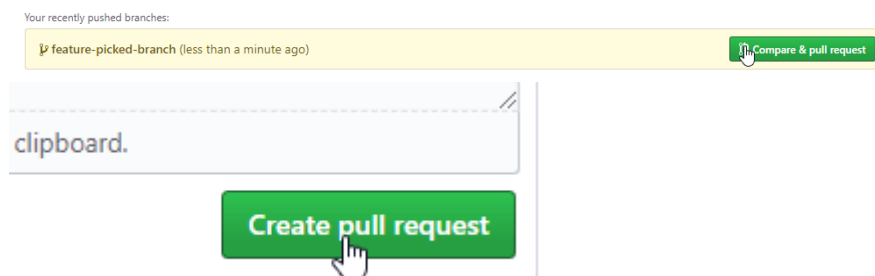 Your recently pushed branches:
feature-picked-branch (less than a minute ago) Compare & pull request
clipboard.
Create pull request